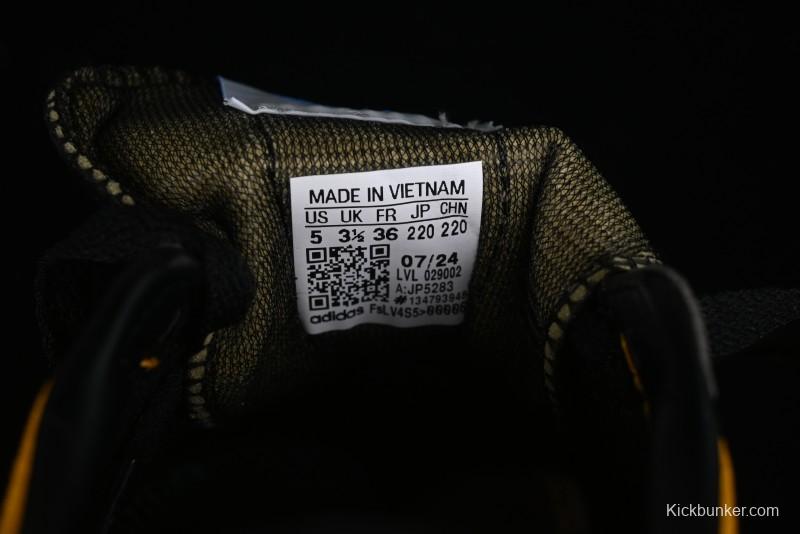 MADE IN VIETNAM
US UK FR JP CHN
5 3½ 36 220 220
07/24
LVL 029002
A:JP5283
adidas
Kickbunker.com